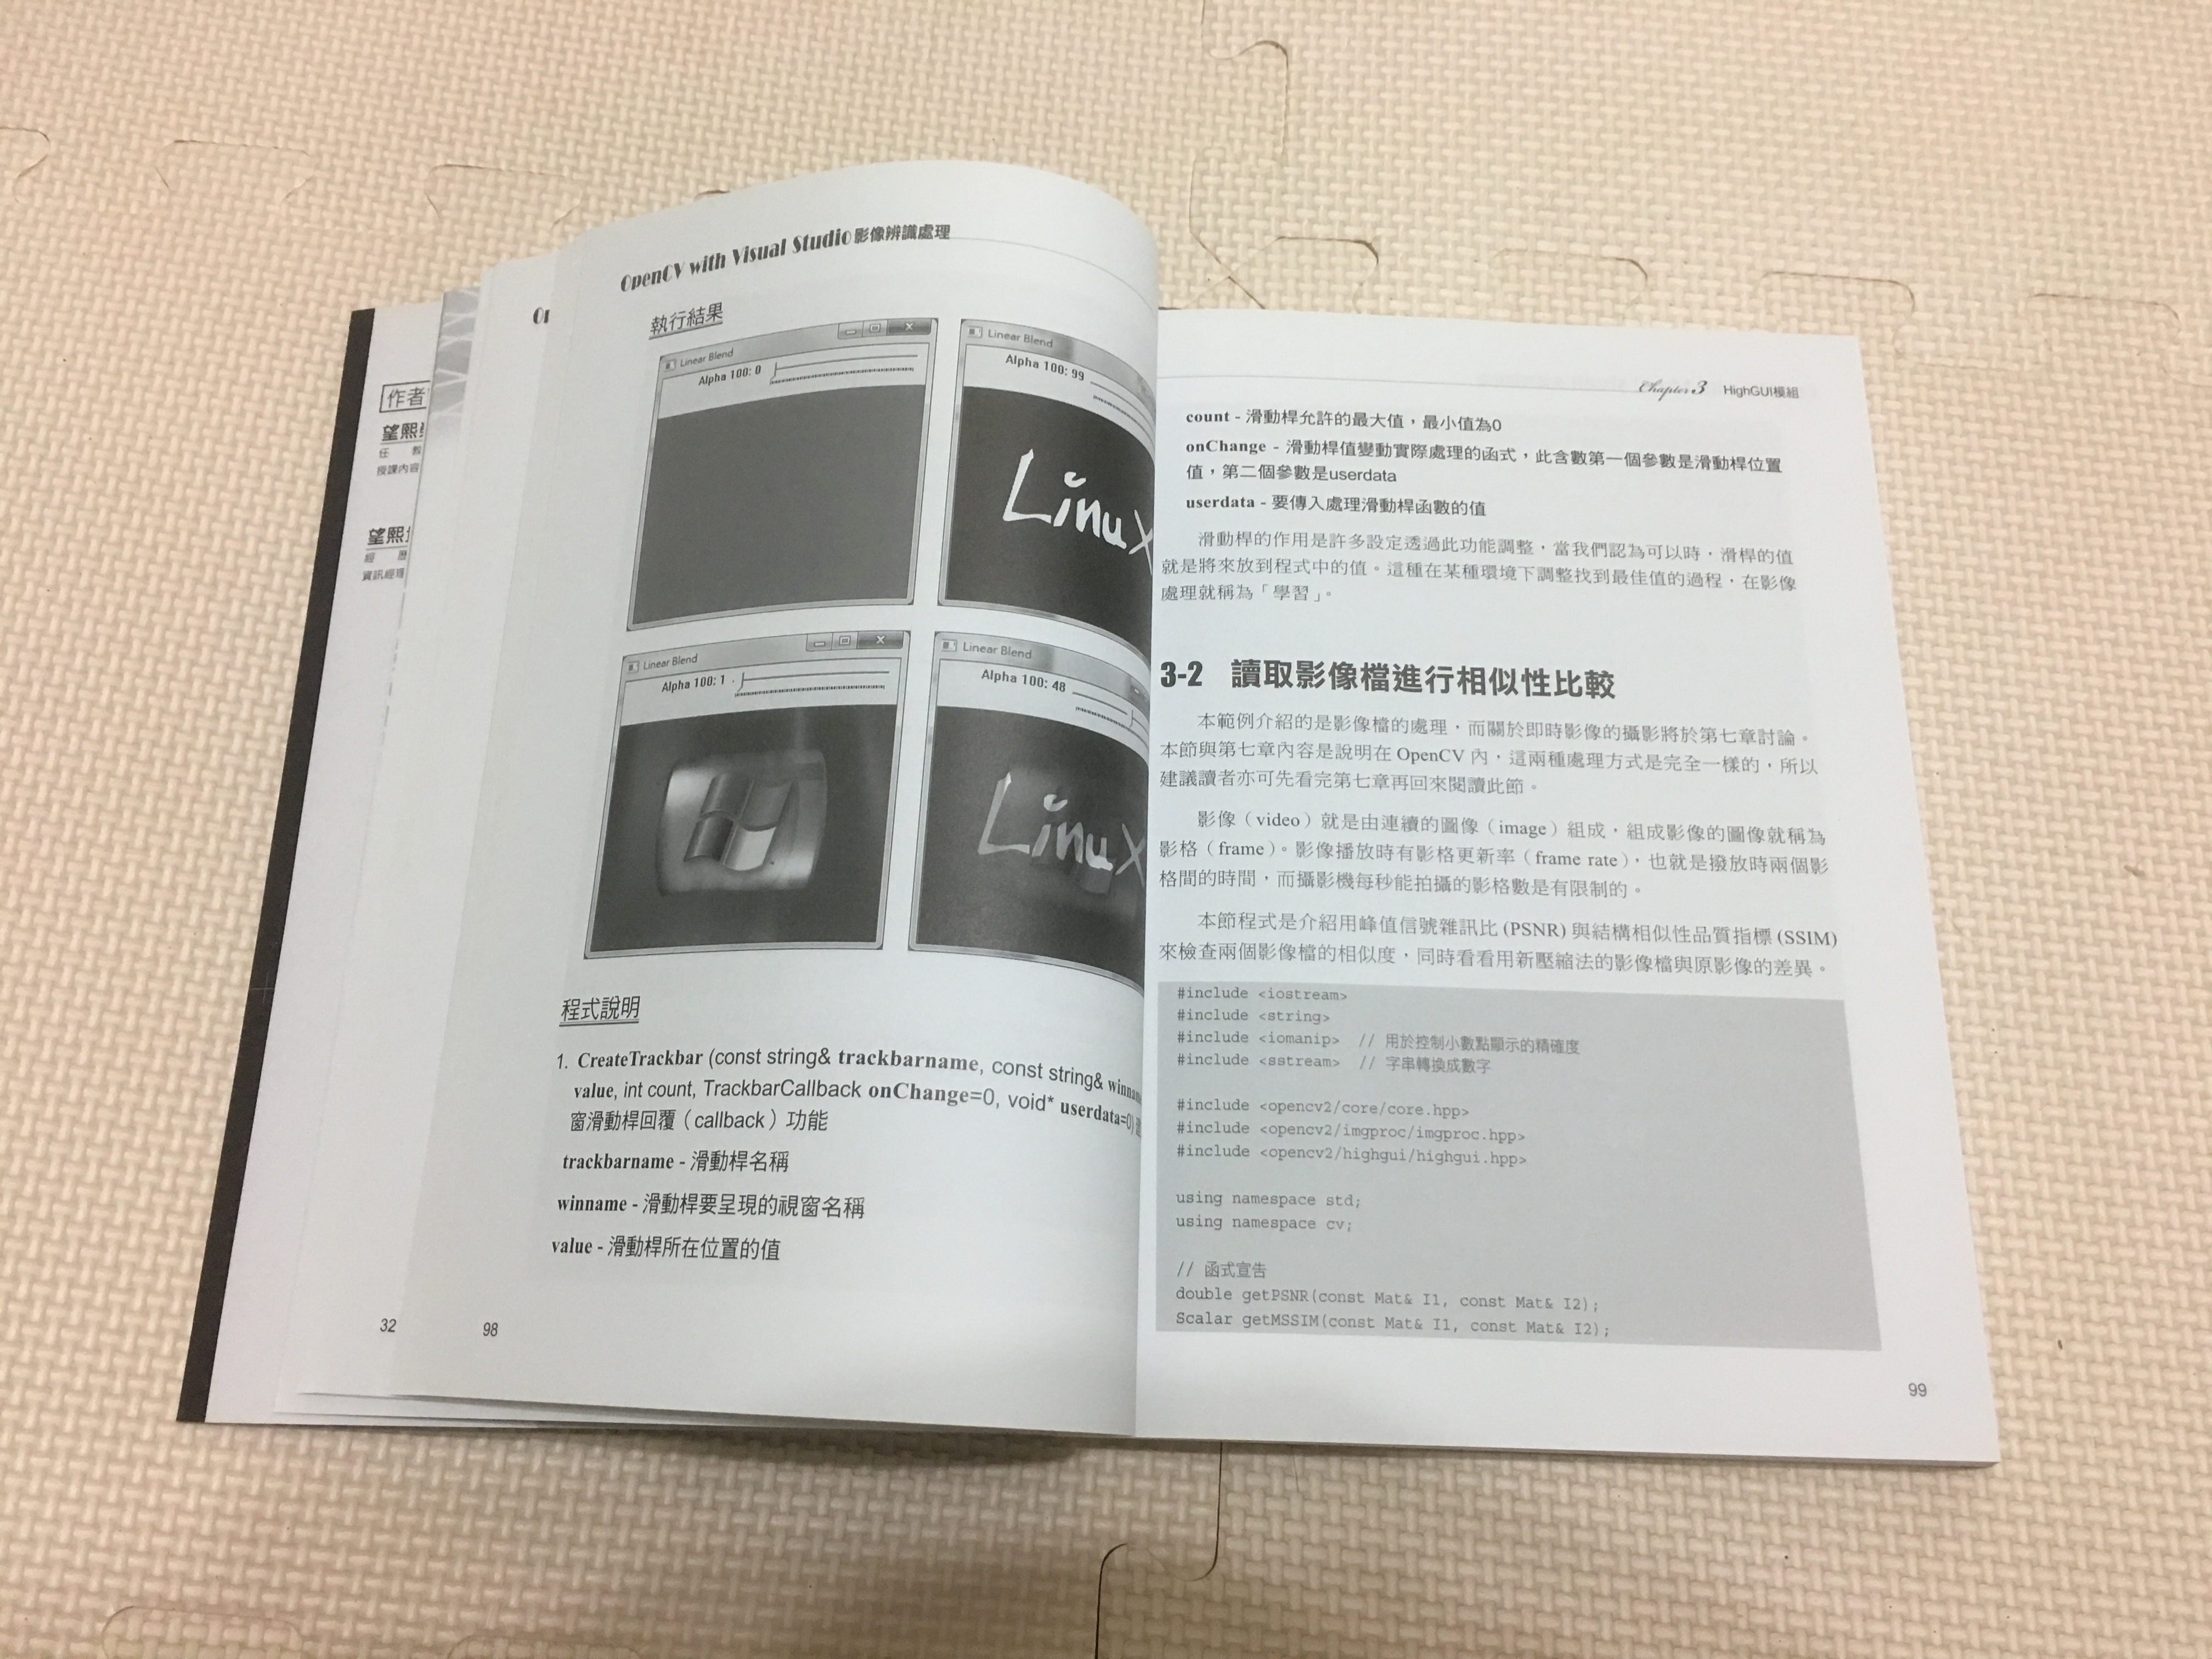 作者
望熙
任 教
授課內容
望熙
經 歷
資訊經理
32
OpenCV with Visual Studio影像辨識處理
執行結果
Linear Blend
Alpha 100: 0
Linear Blend
Alpha 100: 99
Linux
Linear Blend
Alpha 100: 1
Linear Blend
Alpha 100: 48
Linux
程式說明
1. CreateTrackbar (const string& trackbarname, const string&
value, int count, TrackbarCallback onChange=0, void* userdata=0)
窗滑動桿回覆（callback）功能
trackbarname - 滑動桿名稱
winname - 滑動桿要呈現的視窗名稱
value - 滑動桿所在位置的值
98
Chapter 3 HighGUI模組
count - 滑動桿允許的最大值，最小值為0
onChange - 滑動桿值變動實際處理的函式，此含數第一個參數是滑動桿位置
值，第二個參數是userdata
userdata - 要傳入處理滑動桿函數的值
滑動桿的作用是許多設定透過此功能調整，當我們認為可以時，滑桿的值
就是將來放到程式中的值。這種在某種環境下調整找到最佳值的過程，在影像
處理就稱為「學習」。
3-2 讀取影像檔進行相似性比較
本範例介紹的是影像檔的處理，而關於即時影像的攝影將於第七章討論。
本節與第七章內容是說明在 OpenCV 內，這兩種處理方式是完全一樣的，所以
建議讀者亦可先看完第七章再回來閱讀此節。
影像（video）就是由連續的圖像（image）組成，組成影像的圖像就稱為
影格（frame）。影像播放時有影格更新率（frame rate），也就是撥放時兩個影
格間的時間，而攝影機每秒能拍攝的影格數是有限制的。
本節程式是介紹用峰值信號雜訊比 (PSNR) 與結構相似性品質指標 (SSIM)
來檢查兩個影像檔的相似度，同時看看用新壓縮法的影像檔與原影像的差異。
#include <iostream>
#include <string>
#include <iomanip> // 用於控制小數點顯示的精確度
#include <sstream> // 字串轉換成數字
#include <opencv2/core/core.hpp>
#include <opencv2/imgproc/imgproc.hpp>
#include <opencv2/highgui/highgui.hpp>
using namespace std;
using namespace cv;
// 函式宣告
double getPSNR(const Mat& I1, const Mat& I2);
Scalar getMSSIM(const Mat& I1, const Mat& I2);
99